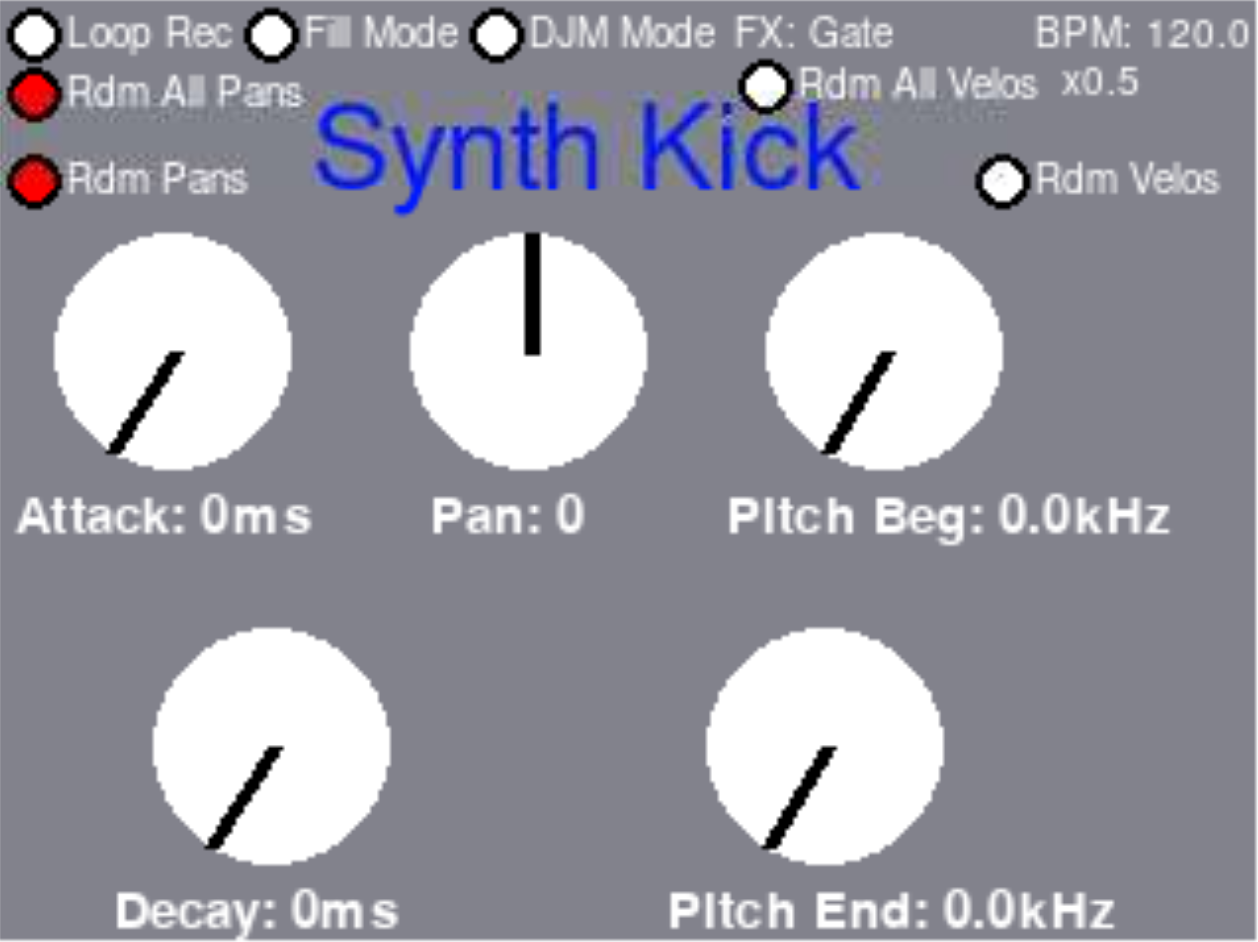 Loop Rec Fill Mode DJM Mode FX: Gate BPM: 120.0
Rdm All Pans Rdm All Velos x0.5
Synth Kick
Rdm Pans Rdm Velos
Attack: 0ms Pan: 0 Pitch Beg: 0.0kHz
Decay: 0ms Pitch End: 0.0kHz